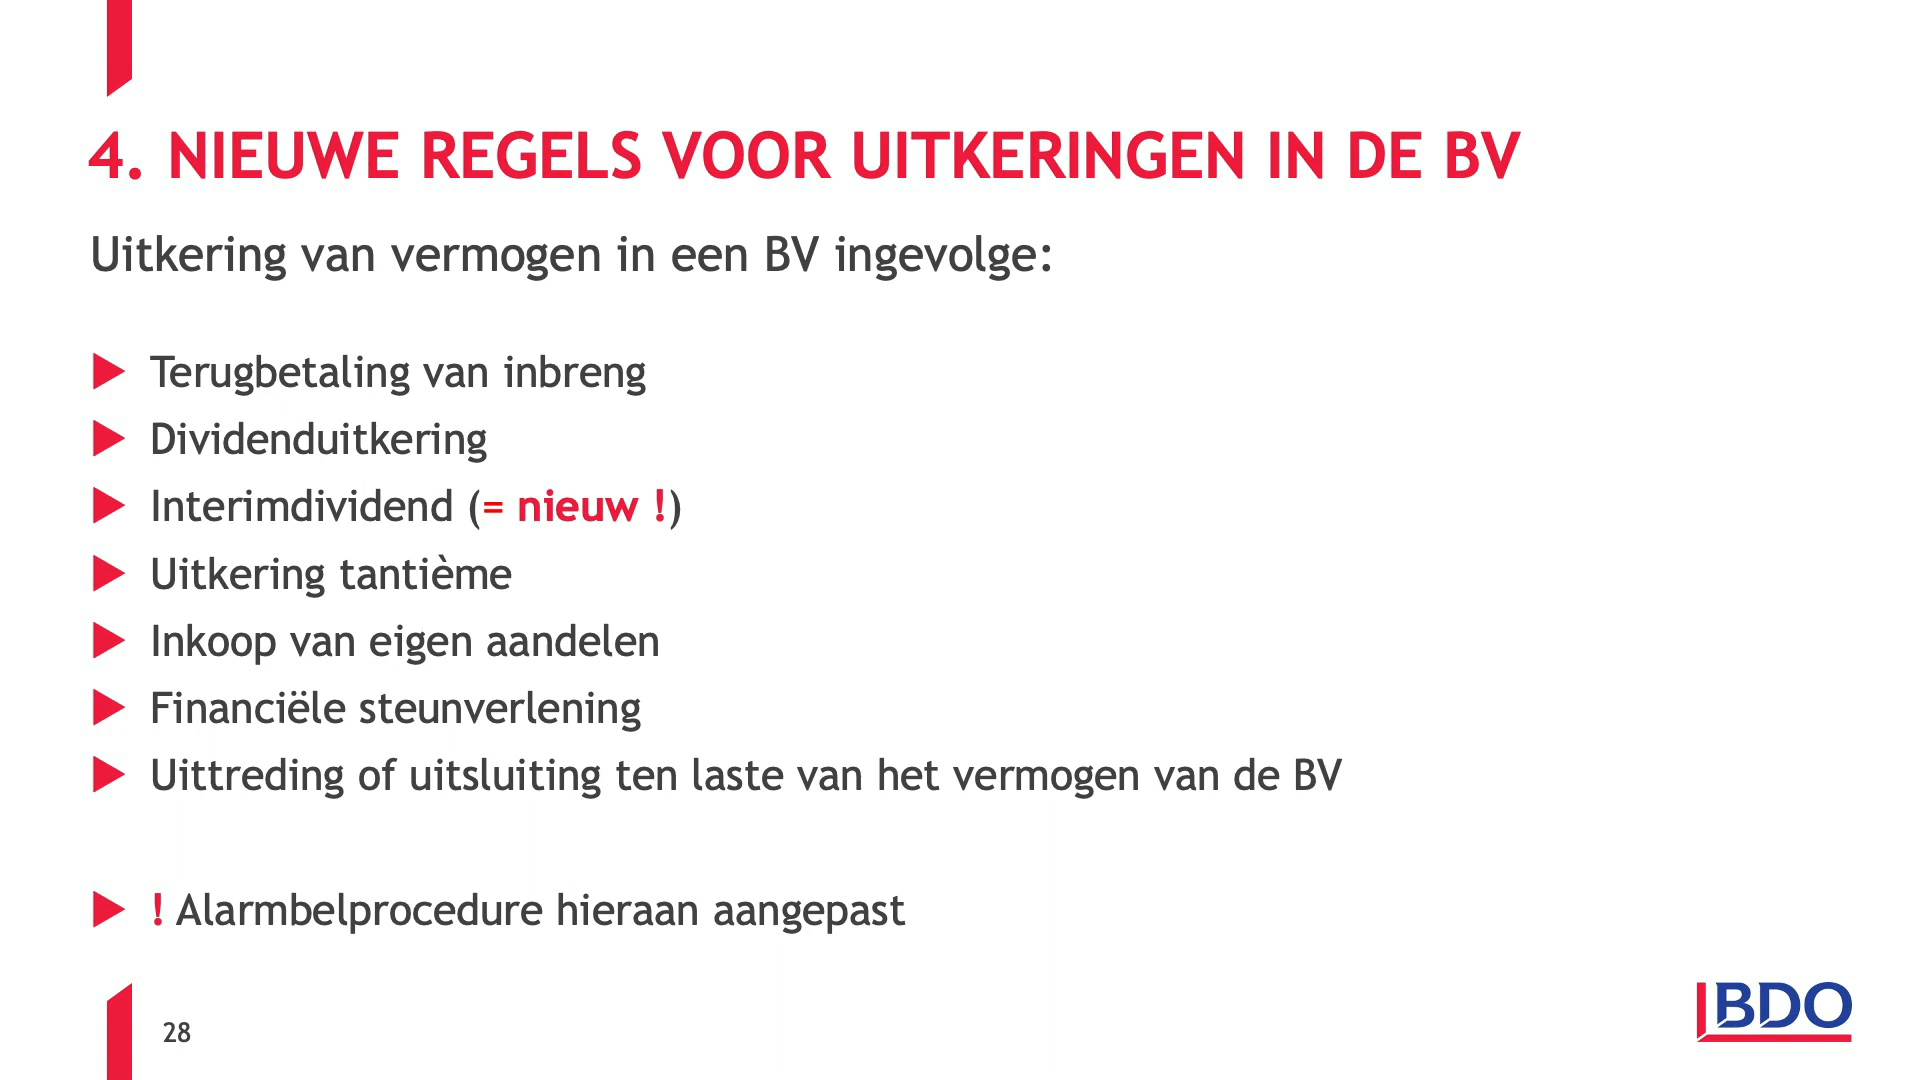 4. NIEUWE REGELS VOOR UITKERINGEN IN DE BV
Uitkering van vermogen in een BV ingevolge:
Terugbetaling van inbreng
Dividenduitkering
Interimdividend (= nieuw !)
Uitkering tantième
Inkoop van eigen aandelen
Financiële steunverlening
Uittreding of uitsluiting ten laste van het vermogen van de BV
! Alarmbelprocedure hieraan aangepast
28
BDO